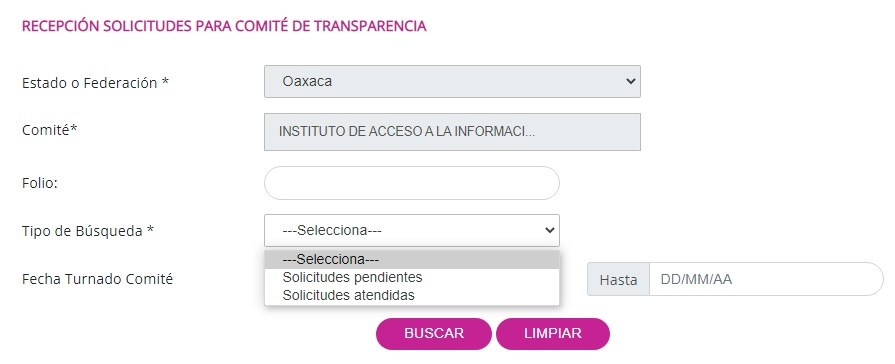 RECEPCIÓN SOLICITUDES PARA COMITÉ DE TRANSPARENCIA
Estado o Federación * Oaxaca
Comité* INSTITUTO DE ACCESO A LA INFORMACI...
Folio:
Tipo de Búsqueda * ---Selecciona---
---Selecciona---
Solicitudes pendientes
Fecha Turnado Comité Hasta DD/MM/AA
Solicitudes atendidas
BUSCAR LIMPIAR